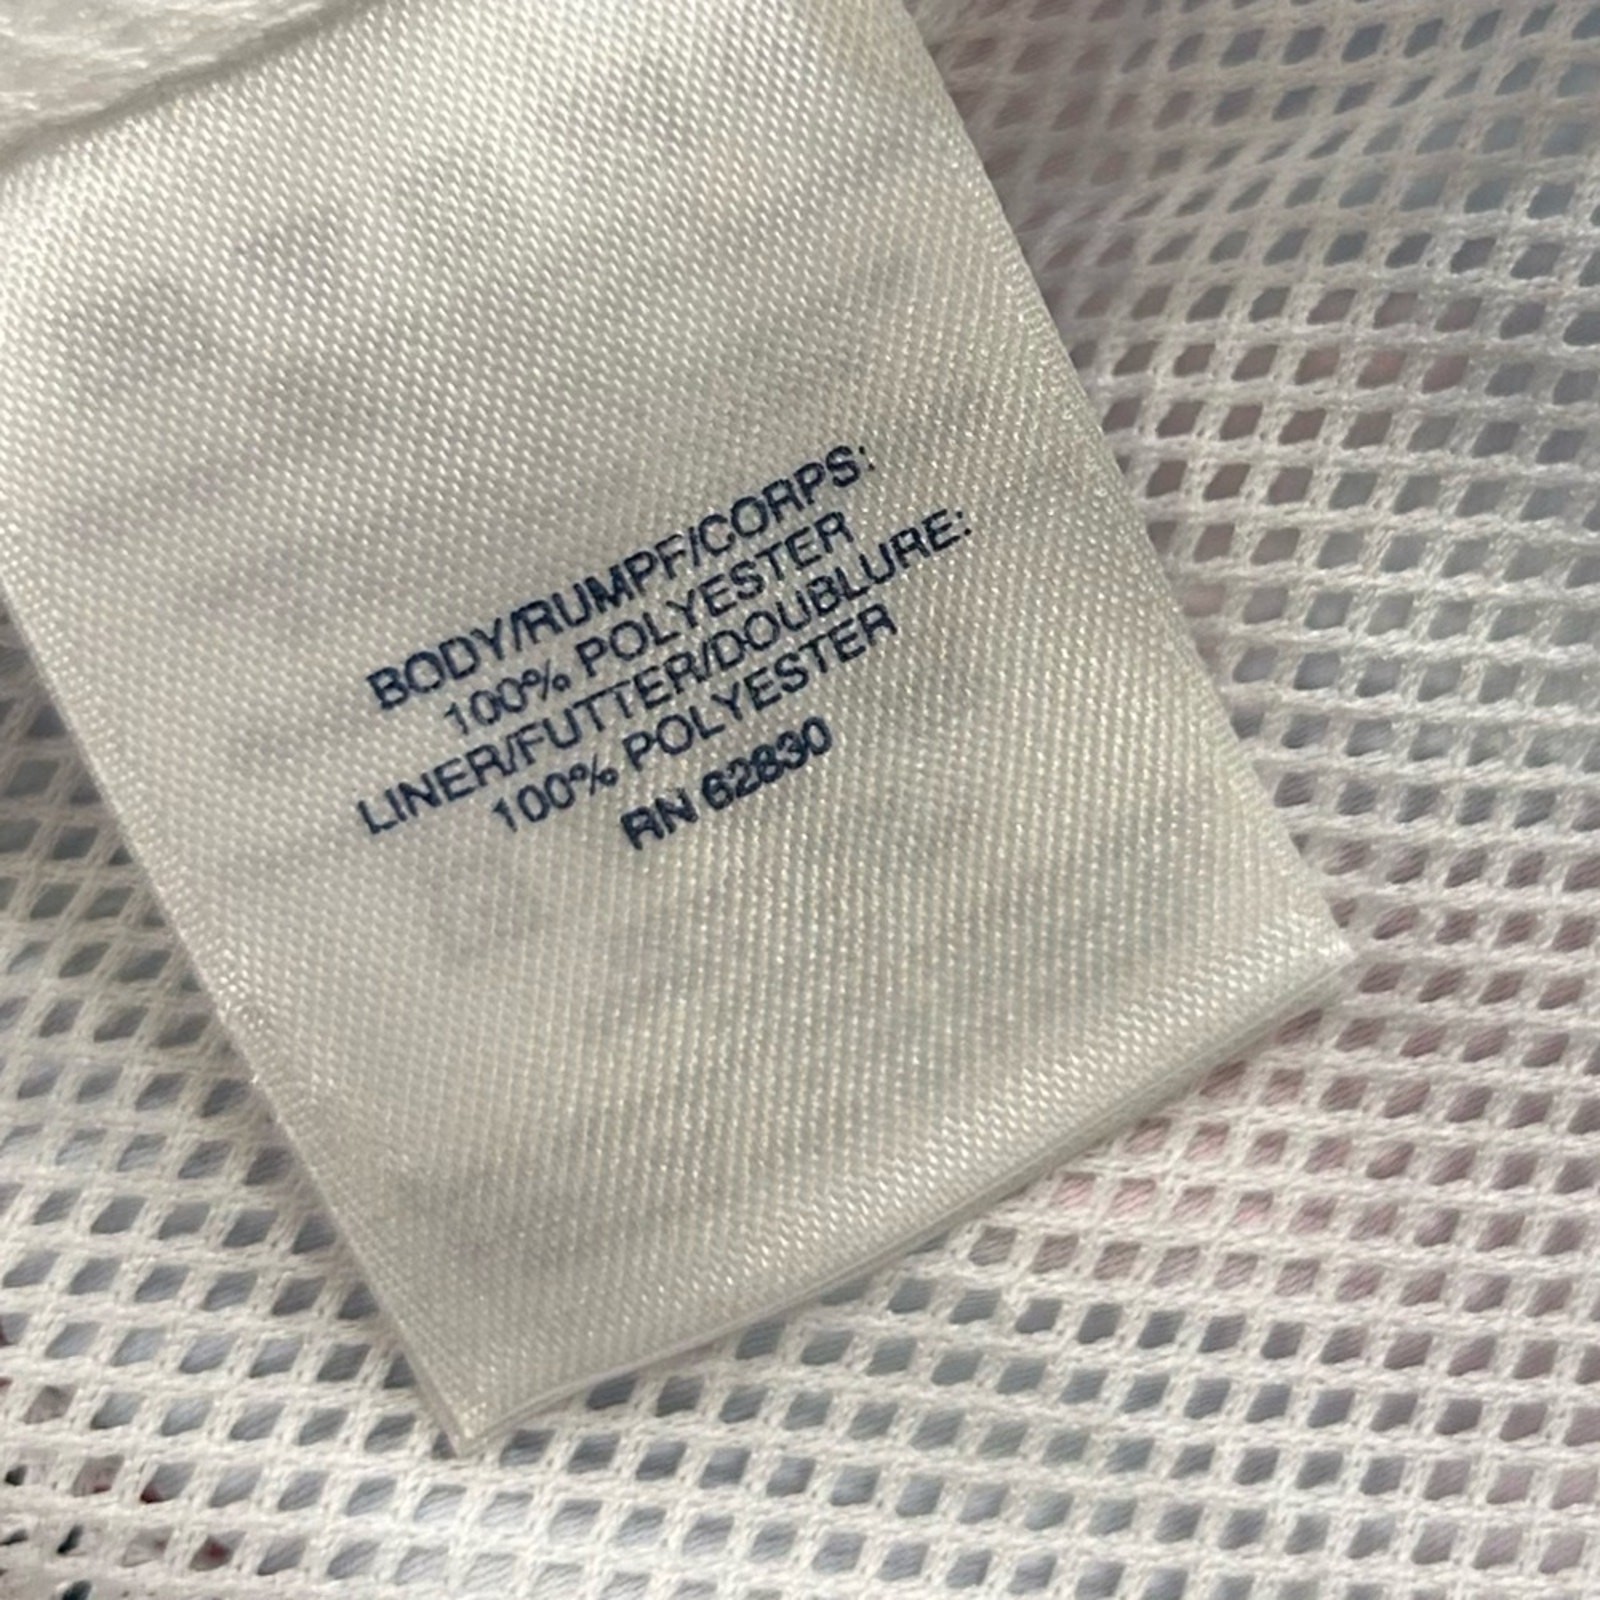 BODY/RUMPF/CORPS:
100% POLYESTER
LINER/FUTTER/DOUBLURE:
100% POLYESTER
RN 62830